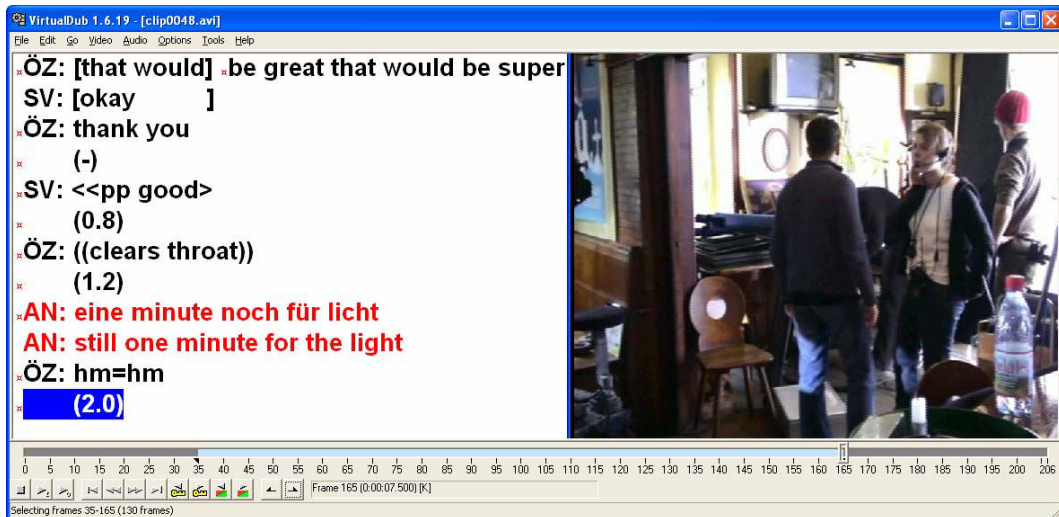 VirtualDub 1.6.19 - [clip0048.avi]
File Edit Go Video Audio Options Tools Help
¤ÖZ: [that would] ¤be great that would be super
SV: [okay ]
¤ÖZ: thank you
¤ (-)
¤SV: <<pp good>
¤ (0.8)
¤ÖZ: ((clears throat))
¤ (1.2)
¤AN: eine minute noch für licht
AN: still one minute for the light
¤ÖZ: hm=hm
¤ (2.0)
0 5 10 15 20 25 30 35 40 45 50 55 60 65 70 75 80 85 90 95 100 105 110 115 120 125 130 135 140 145 150 155 160 165 170 175 180 185 190 195 200 206
Frame 165 (0:00:07.500) [K]
Selecting frames 35-165 (130 frames)